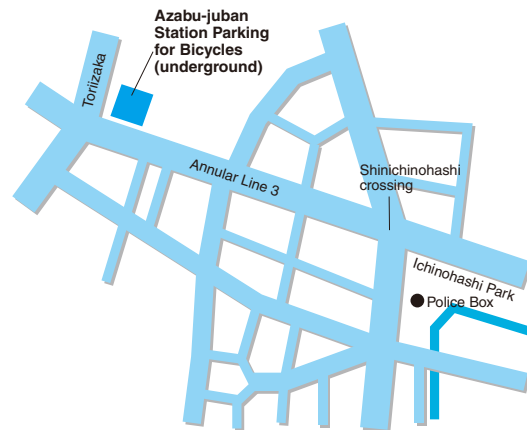 Azabu-juban
Station Parking
for Bicycles
(underground)
Toriizaka
Annular Line 3
Shinichinohashi
crossing
Ichinohashi Park
Police Box